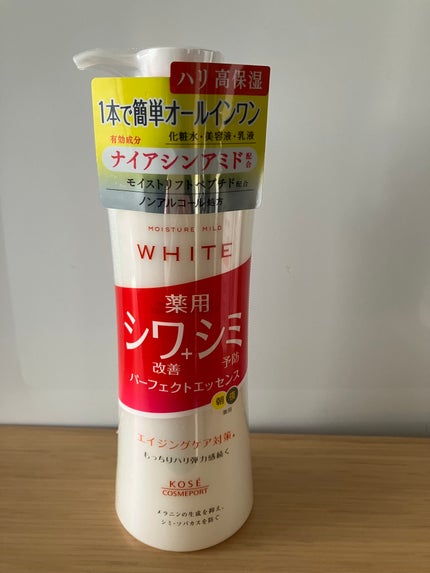 ハリ高保湿
1本で簡単オールインワン
化粧水・美容液・乳液
有効成分
ナイアシンアミド配合
モイストリフトペプチド配合
ノンアルコール処方
MOISTURE MILD
WHITE
薬用
シワ+シミ
改善 予防
パーフェクトエッセンス
朝 夜
兼用
エイジングケア対策*
もっちりハリ弾力感続く
KOSÉ
COSMEPORT
メラニンの生成を抑え、
シミ・ソバカスを防ぐ